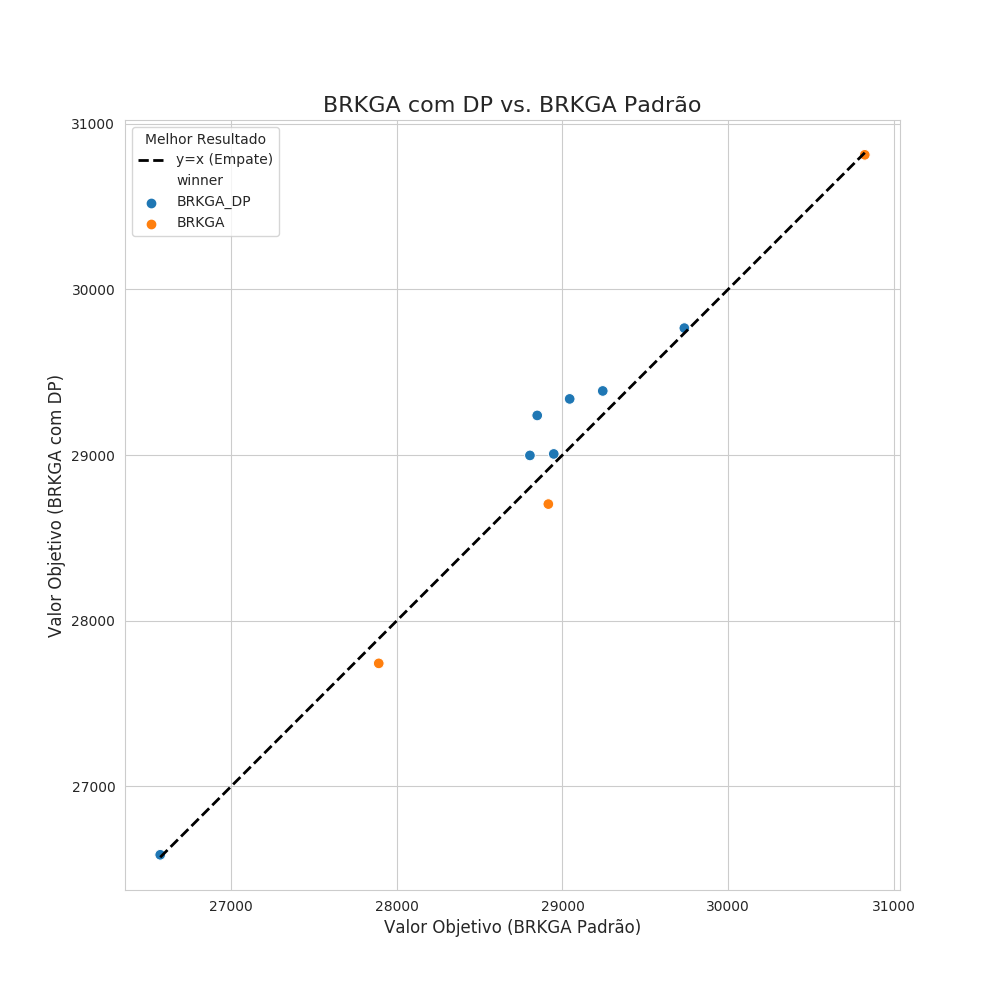 BRKGA com DP vs. BRKGA Padrão
Melhor Resultado
y=x (Empate)
winner
BRKGA_DP
BRKGA
31000
30000
29000
28000
27000
Valor Objetivo (BRKGA com DP)
27000
28000
29000
30000
31000
Valor Objetivo (BRKGA Padrão)